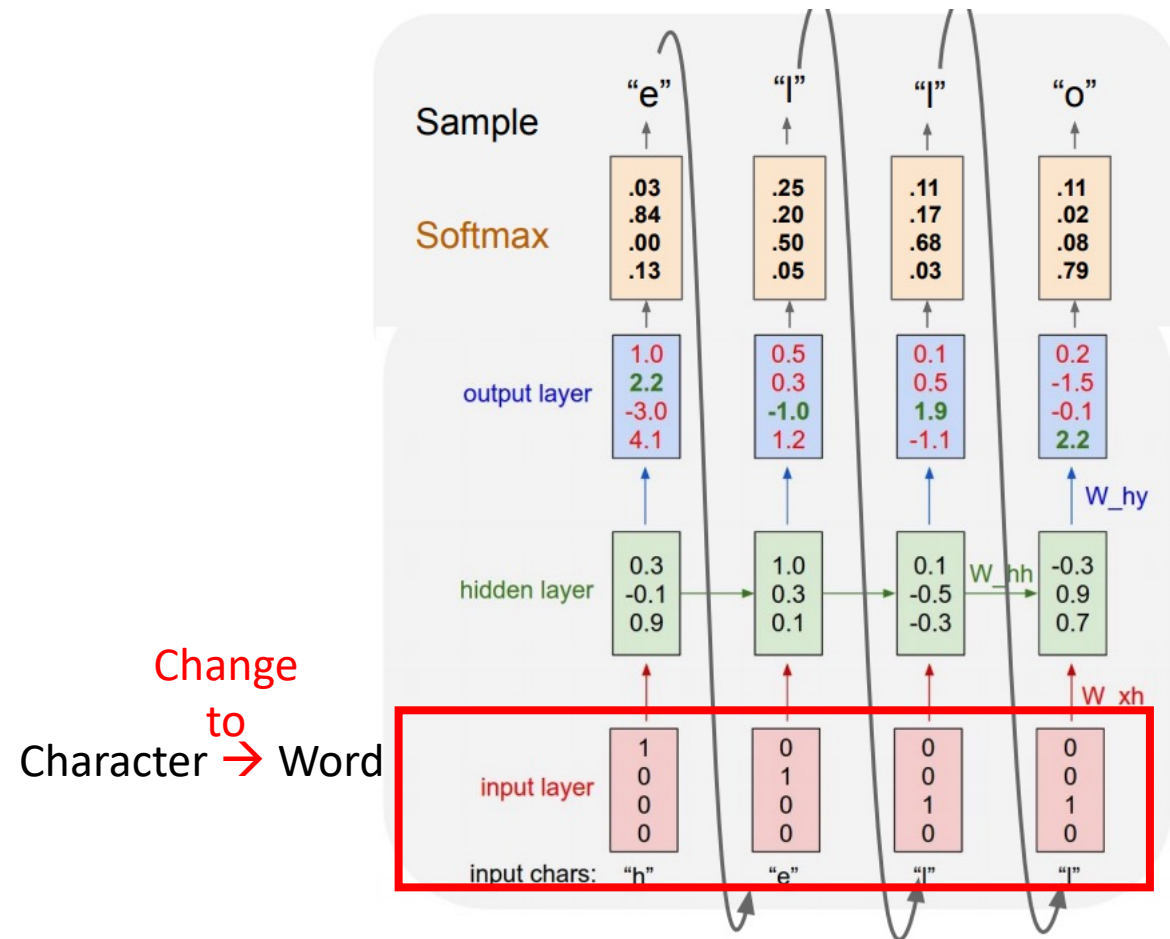 Sample
“e” “l” “l” “o”
Softmax
.03 .25 .11 .11
.84 .20 .17 .02
.00 .50 .68 .08
.13 .05 .03 .79
output layer
1.0 0.5 0.1 0.2
2.2 0.3 0.5 -1.5
-3.0 -1.0 1.9 -0.1
4.1 1.2 -1.1 2.2
W_hy
hidden layer
0.3 1.0 0.1 -0.3
-0.1 0.3 -0.5 0.9
0.9 0.1 -0.3 0.7
W_hh
W_xh
Change
to
Character → Word
input layer
1 0 0 0
0 1 0 0
0 0 1 1
0 0 0 0
input chars: “h” “e” “l” “l”